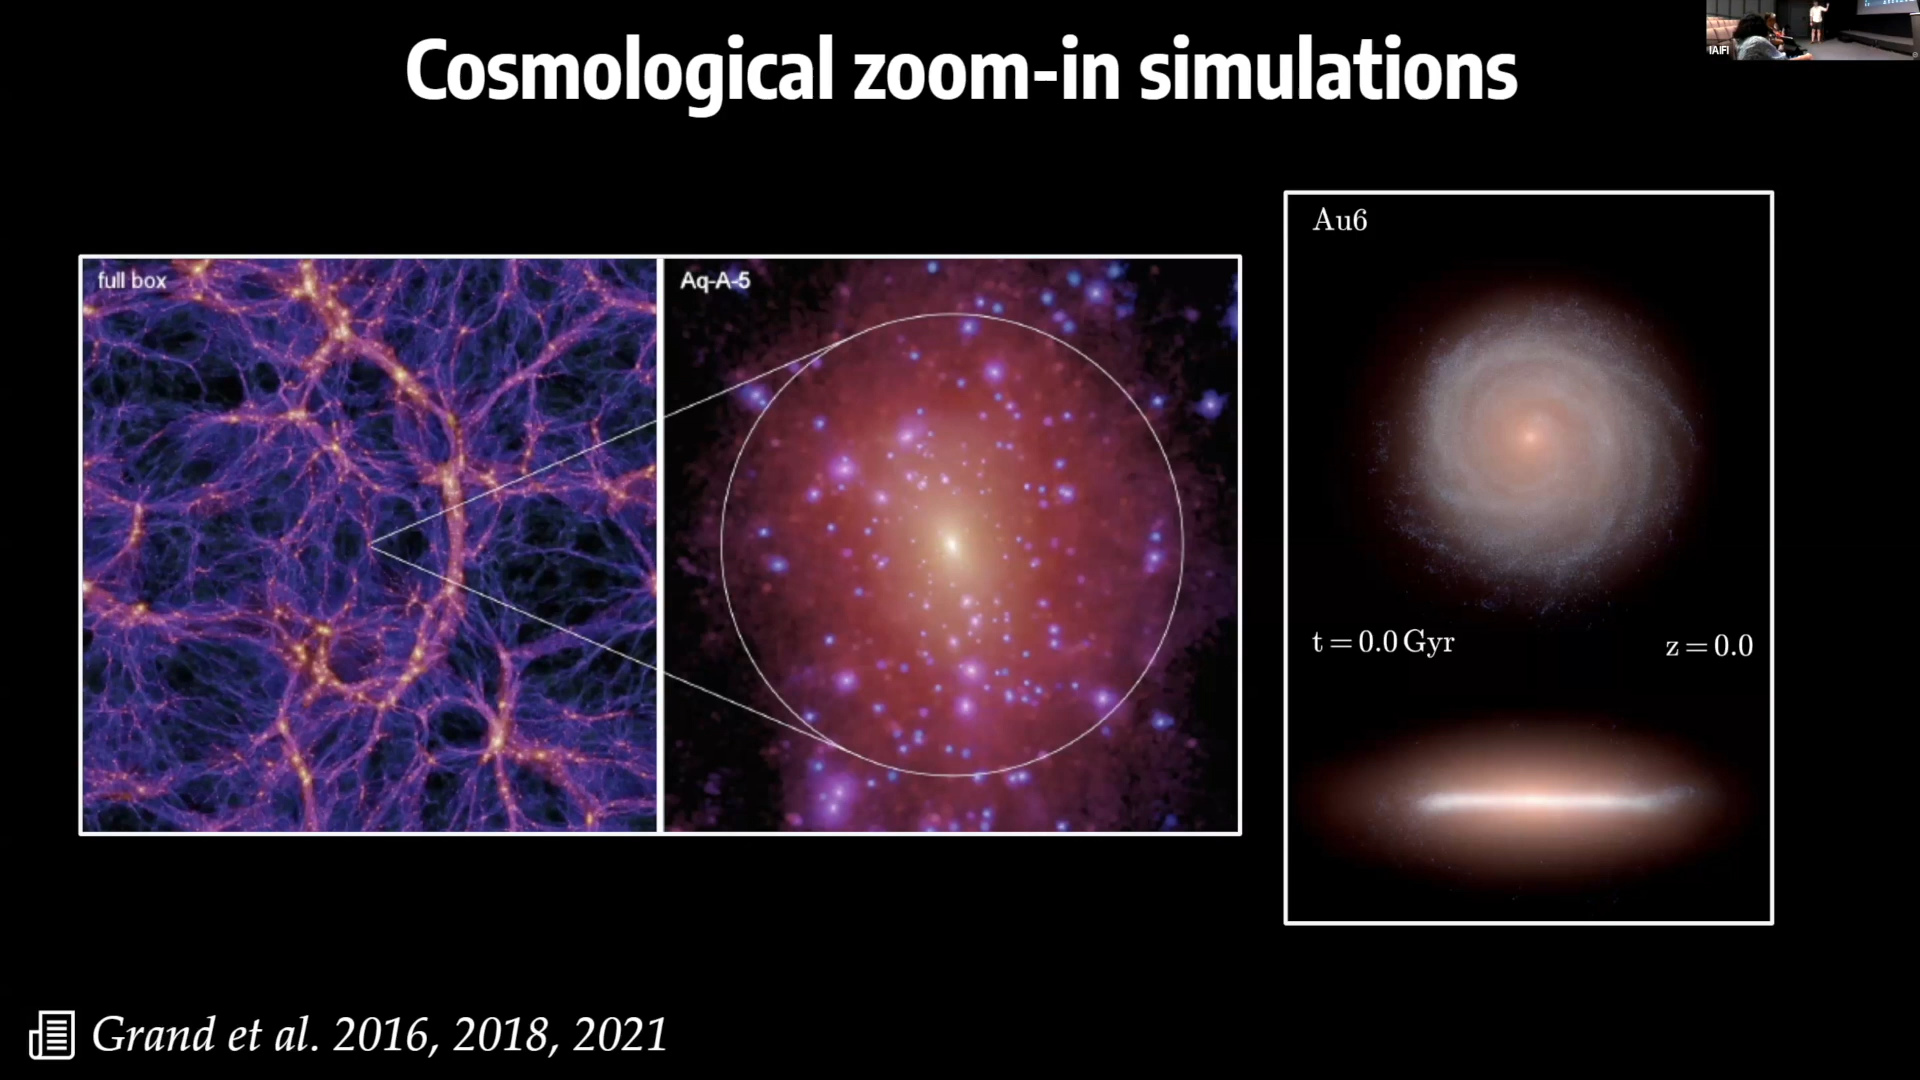 Cosmological zoom-in simulations
IAIFI
full box
Aq-A-5
Au6
t = 0.0 Gyr
z = 0.0
Grand et al. 2016, 2018, 2021